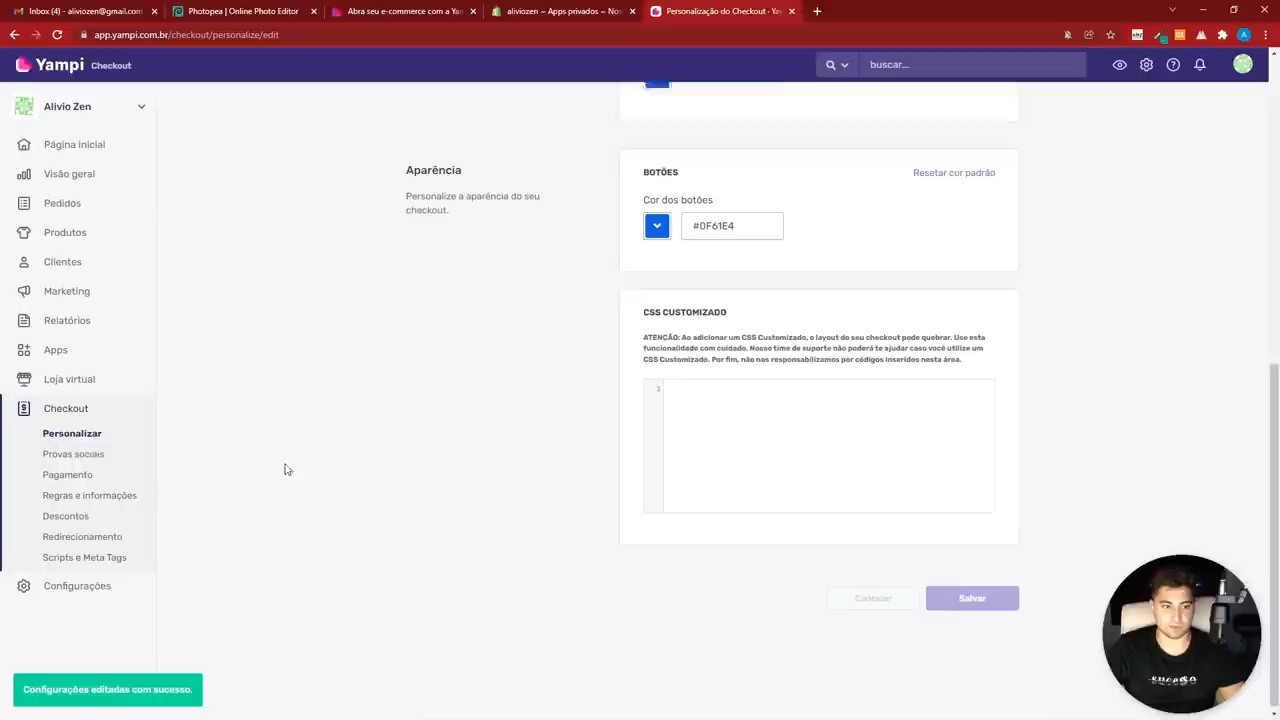 Inbox (60) - aliviozen@gmail.com
Photopea | Online Photo Editor
Abra seu e-commerce com a Yam
aliviozen ~ Apps privados ~ Nov
Personalização do Checkout · Yam
app.yampi.com.br/checkout/personalize/edit
Yampi Checkout
buscar...
Alivio Zen
Página inicial
Visão geral
Pedidos
Produtos
Clientes
Marketing
Relatórios
Apps
Loja virtual
Checkout
Personalizar
Provas sociais
Pagamento
Regras e informações
Descontos
Redirecionamento
Scripts e Meta Tags
Configurações
Configurações editadas com sucesso.
Aparência
Personalize a aparência do seu
checkout.
BOTÕES
Resetar cor padrão
Cor dos botões
#0F61E4
CSS CUSTOMIZADO
ATENÇÃO: Ao adicionar um CSS Customizado, o layout do seu checkout pode quebrar. Use esta
funcionalidade com cuidado. Nosso time de suporte não poderá te ajudar caso você utilize um
CSS Customizado. Por fim, não nos responsabilizamos por códigos inseridos nesta área.
1
Cancelar
Salvar